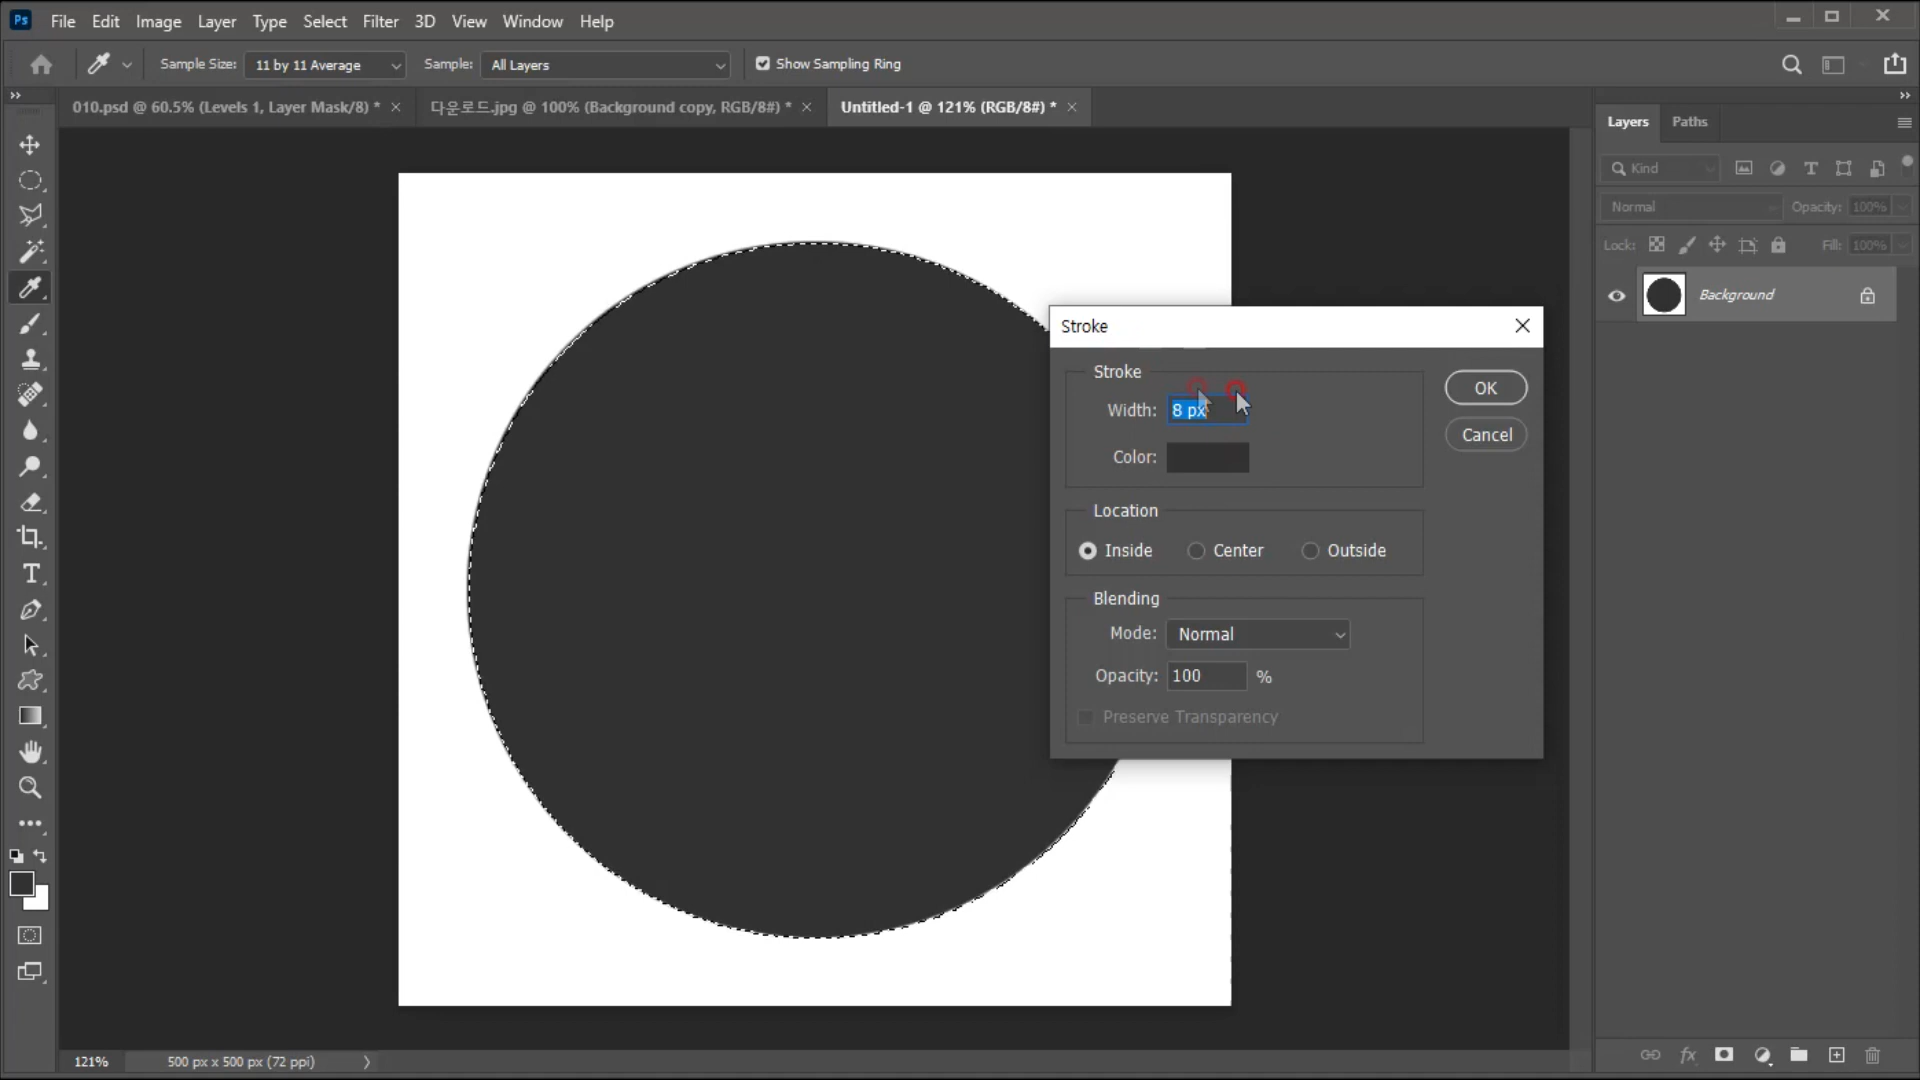 Ps File Edit Image Layer Type Select Filter 3D View Window Help
Sample Size: 11 by 11 Average Sample: All Layers Show Sampling Ring
010.psd @ 60.5% (Levels 1, Layer Mask/8) * 다운로드.jpg @ 100% (Background copy, RGB/8#) * Untitled-1 @ 121% (RGB/8#) *
Layers Paths
Kind
Normal Opacity: 100%
Lock: Fill: 100%
Background
Stroke
Stroke
OK
Width: 8 px
Cancel
Color:
Location
Inside Center Outside
Blending
Mode: Normal
Opacity: 100 %
Preserve Transparency
121% 500 px x 500 px (72 ppi)
fx